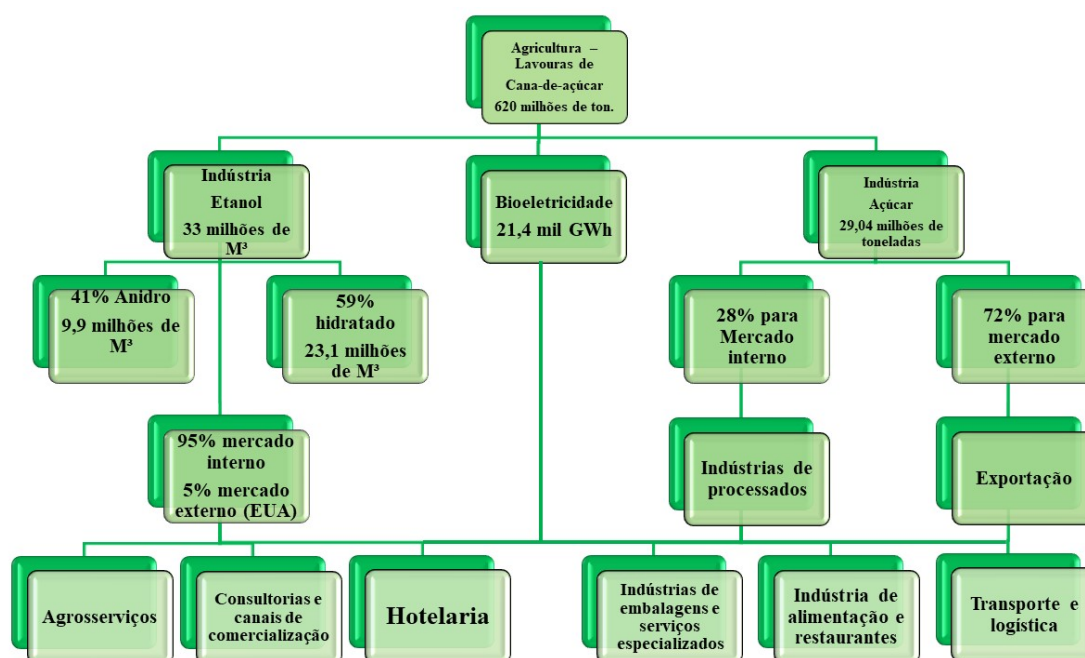 Agricultura –
Lavouras de
Cana-de-açúcar
620 milhões de ton.
Indústria
Etanol
33 milhões de
M³
Bioeletricidade
21,4 mil GWh
Indústria
Açúcar
29,04 milhões de
toneladas
41% Anidro
9,9 milhões de
M³
59%
hidratado
23,1 milhões
de M³
28% para
Mercado
interno
72% para
mercado
externo
95% mercado
interno
5% mercado
externo (EUA)
Indústrias de
processados
Exportação
Agrosserviços
Consultorias e
canais de
comercialização
Hotelaria
Indústrias de
embalagens e
serviços
especializados
Indústria de
alimentação e
restaurantes
Transporte e
logística